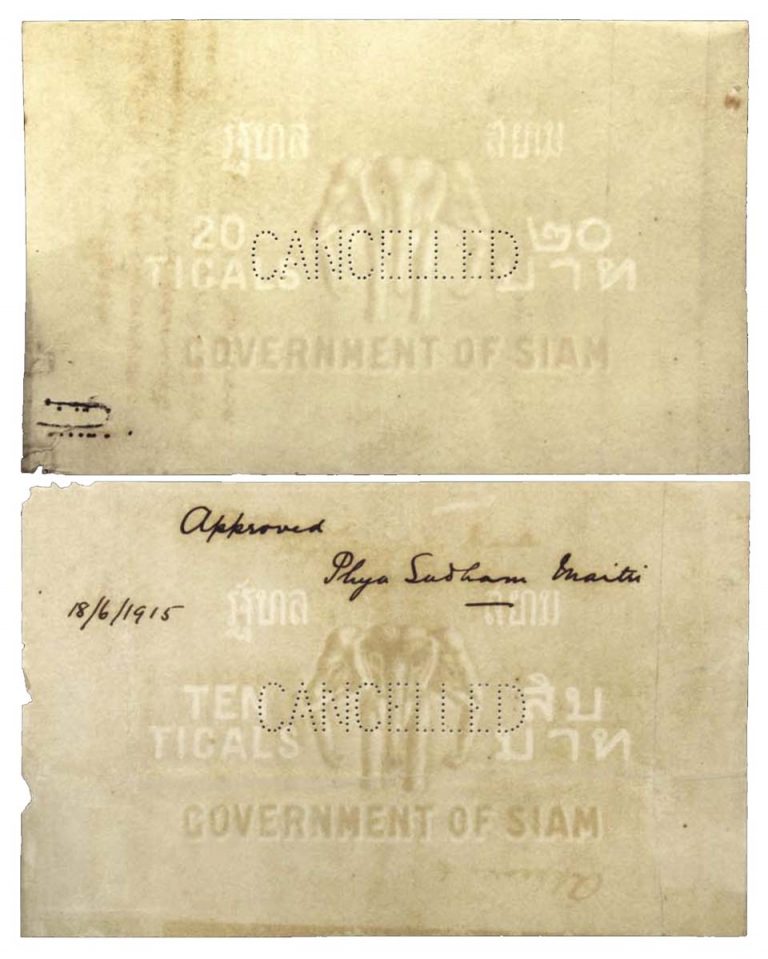 รัฐบาล สยาม
20 ๒๐
CANCELLED
TICALS บาท
GOVERNMENT OF SIAM
Approved
Phya Sudham Maitri
18/6/1915
รัฐบาล สยาม
TEN สิบ
CANCELLED
TICALS บาท
GOVERNMENT OF SIAM